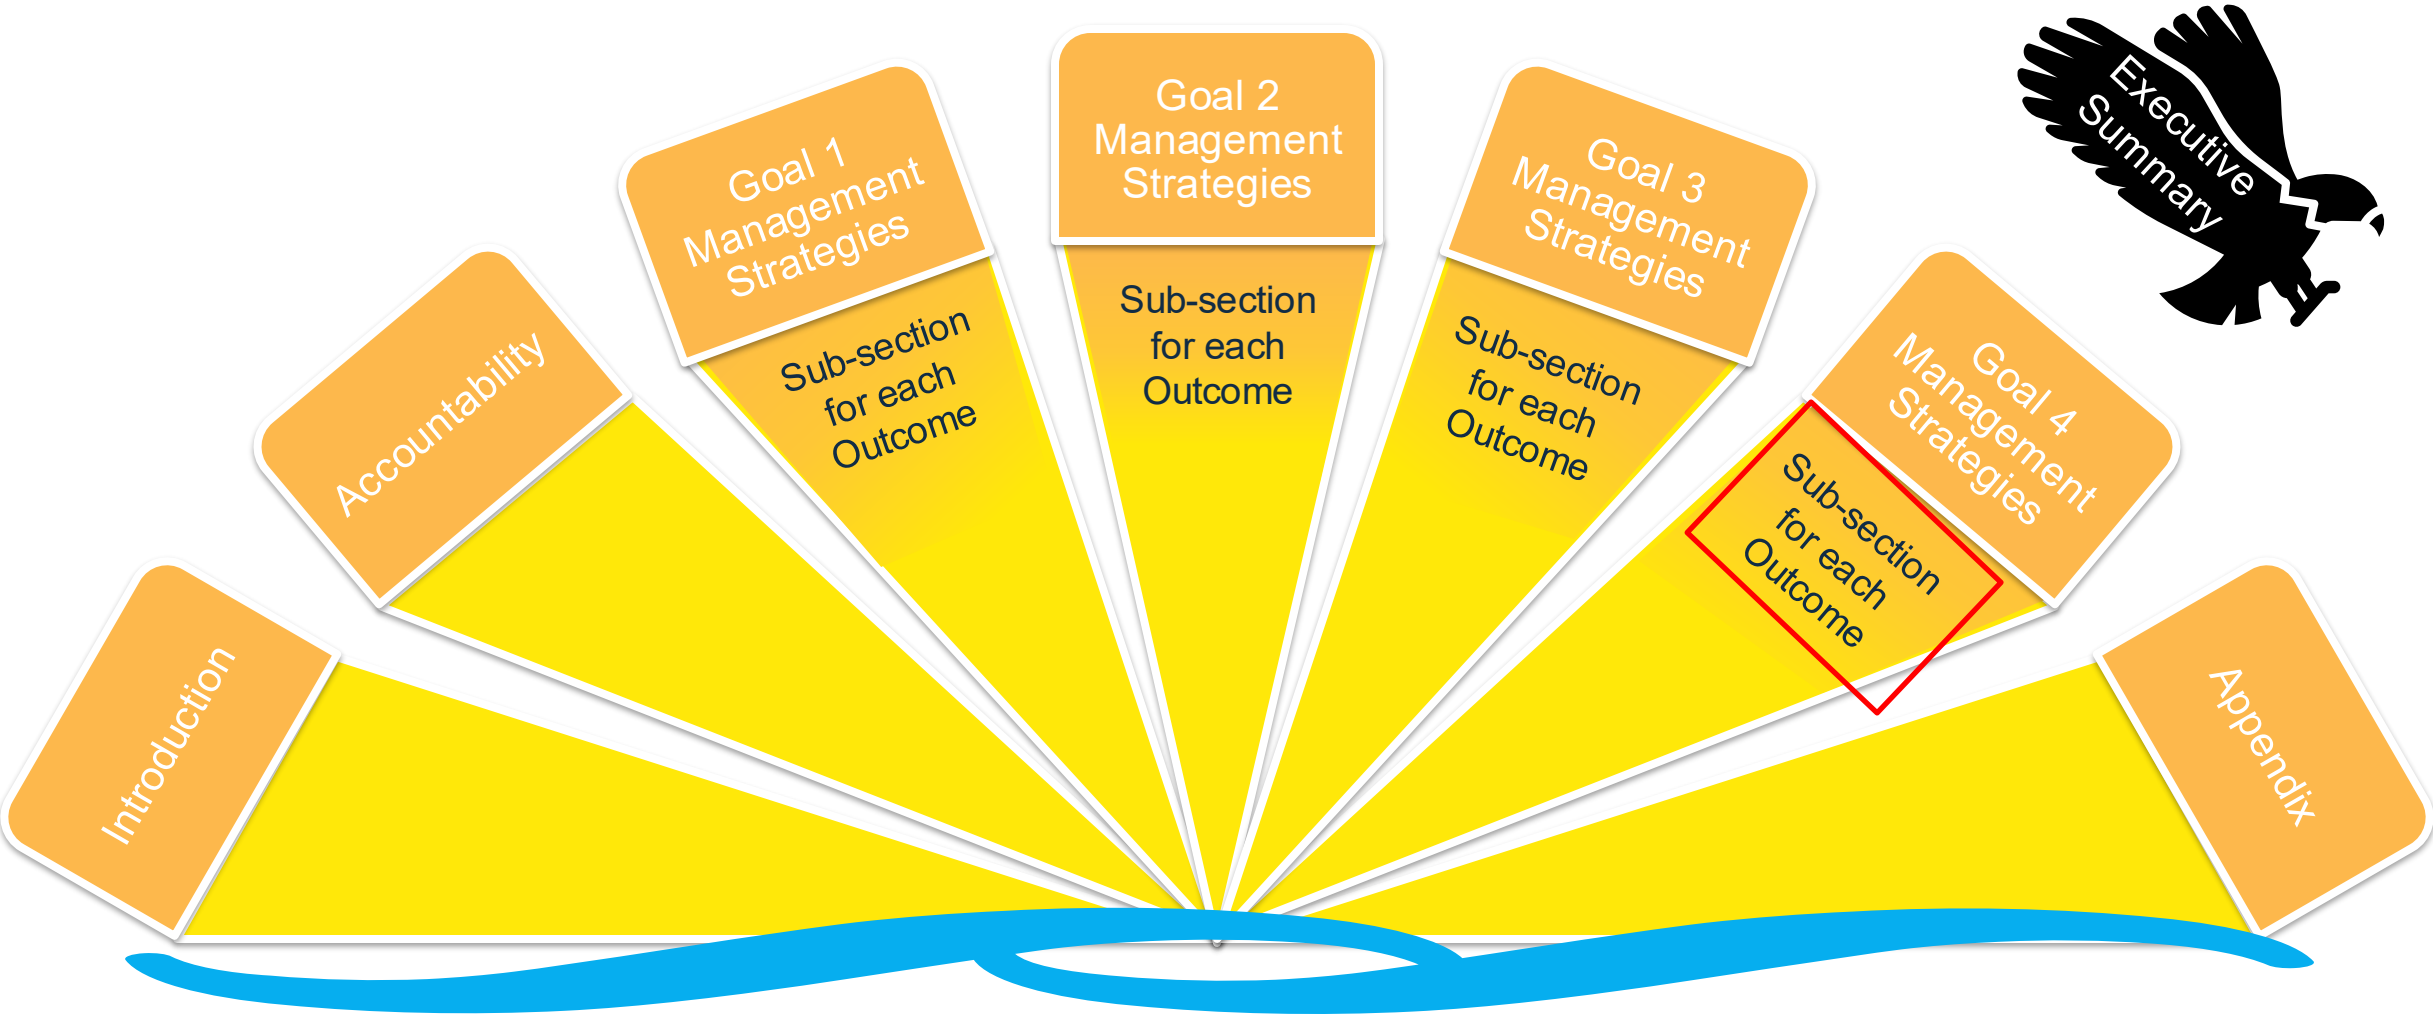 Introduction
Accountability
Goal 1
Management
Strategies
Sub-section
for each
Outcome
Goal 2
Management
Strategies
Sub-section
for each
Outcome
Goal 3
Management
Strategies
Sub-section
for each
Outcome
Goal 4
Management
Strategies
Sub-section
for each
Outcome
Appendix
Executive
Summary